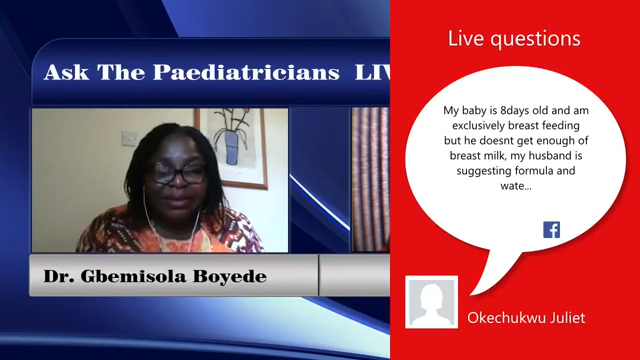 Ask The Paediatricians LIV
Dr. Gbemisola Boyede
Live questions
My baby is 8days old and am
exclusively breast feeding
but he doesnt get enough of
breast milk, my husband is
suggesting formula and
wate...
f
Okechukwu Juliet